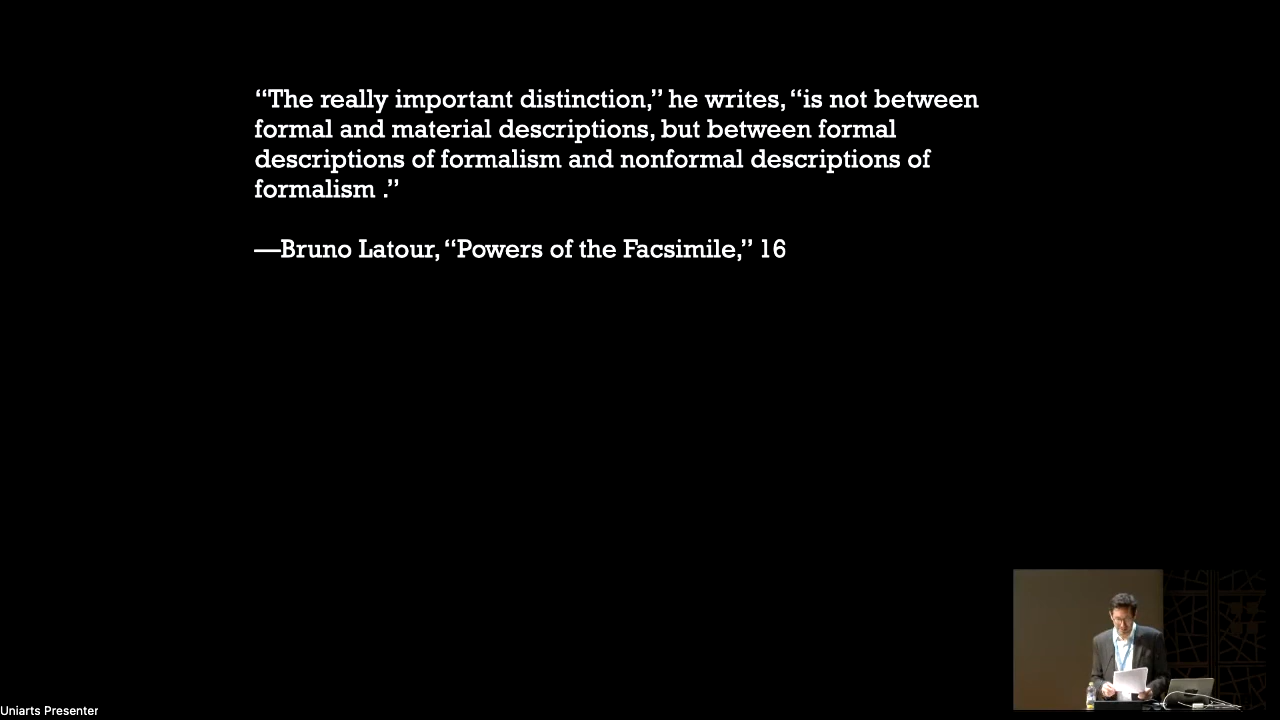 “The really important distinction,” he writes, “is not between
formal and material descriptions, but between formal
descriptions of formalism and nonformal descriptions of
formalism .”
—Bruno Latour, “Powers of the Facsimile,” 16
Uniarts Presenter